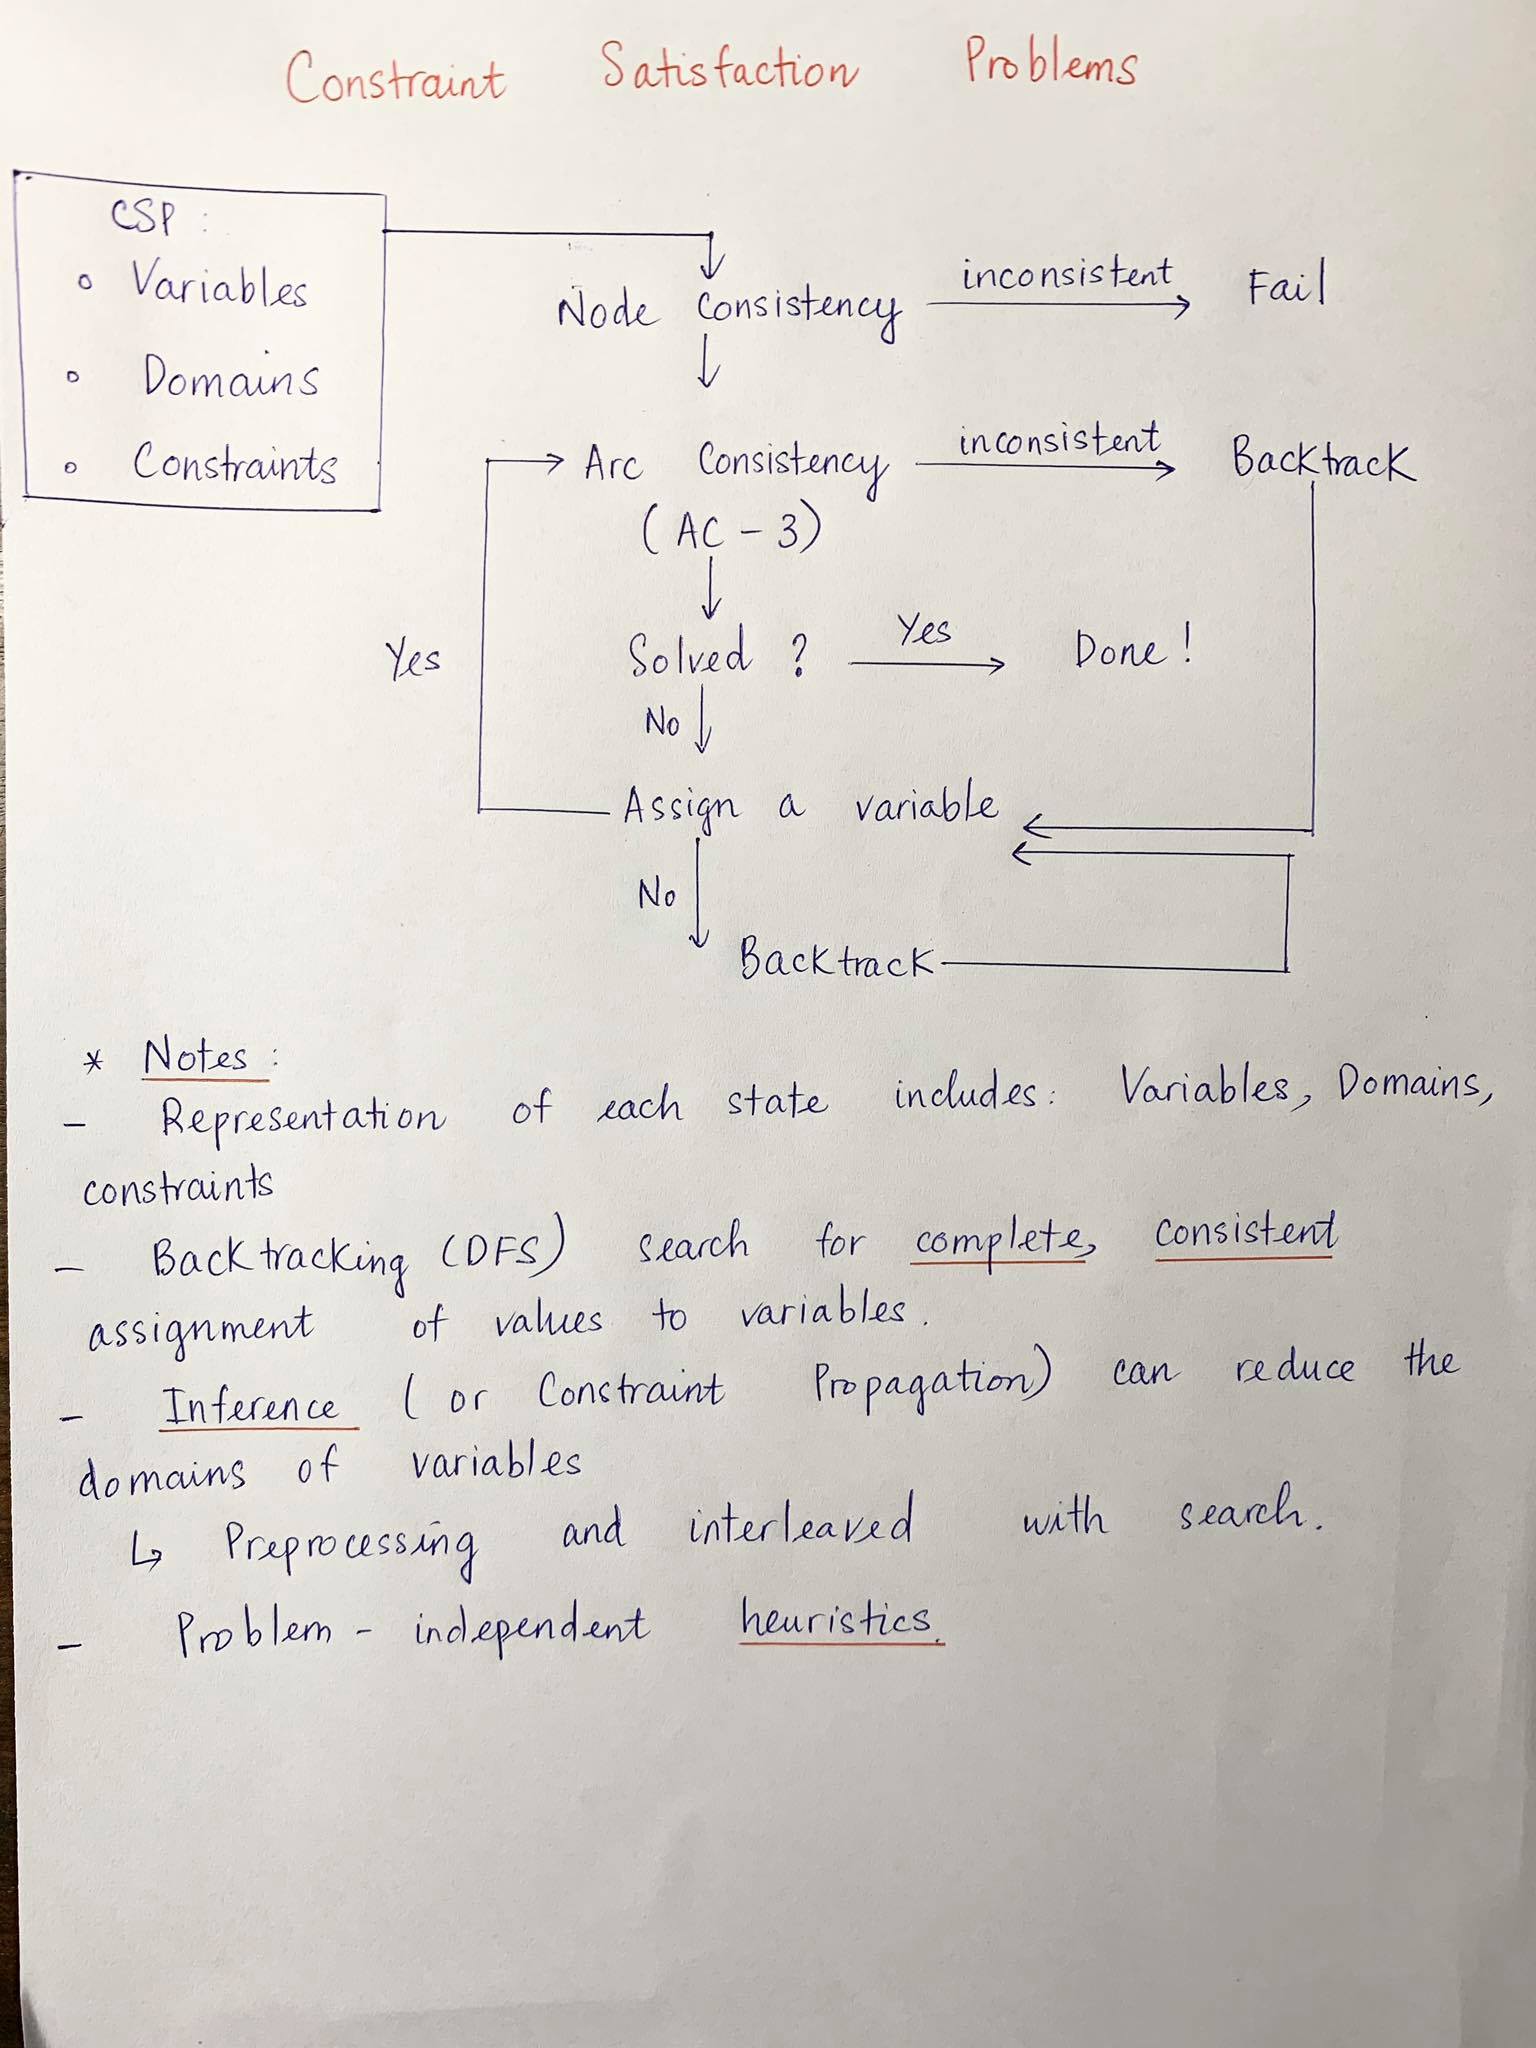 Constraint Satisfaction Problems
CSP :
Variables
Domains
Constraints
Node Consistency
inconsistent
Fail
Arc Consistency
(AC - 3)
inconsistent
Backtrack
Yes
Solved ?
Yes
Done!
No
Assign a variable
No
Backtrack
* Notes :
- Representation of each state includes: Variables, Domains,
constraints
- Backtracking (DFS) search for complete, consistent
assignment of values to variables.
- Inference (or Constraint Propagation) can reduce the
domains of variables
↳ Preprocessing and interleaved with search.
- Problem - independent heuristics.